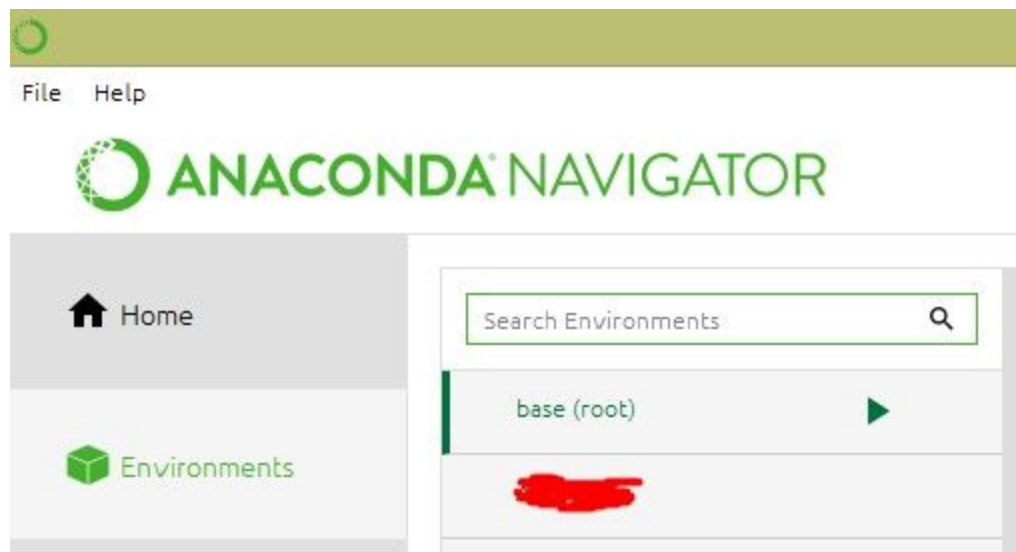 File Help
ANACONDA NAVIGATOR
Home
Search Environments
base (root)
Environments